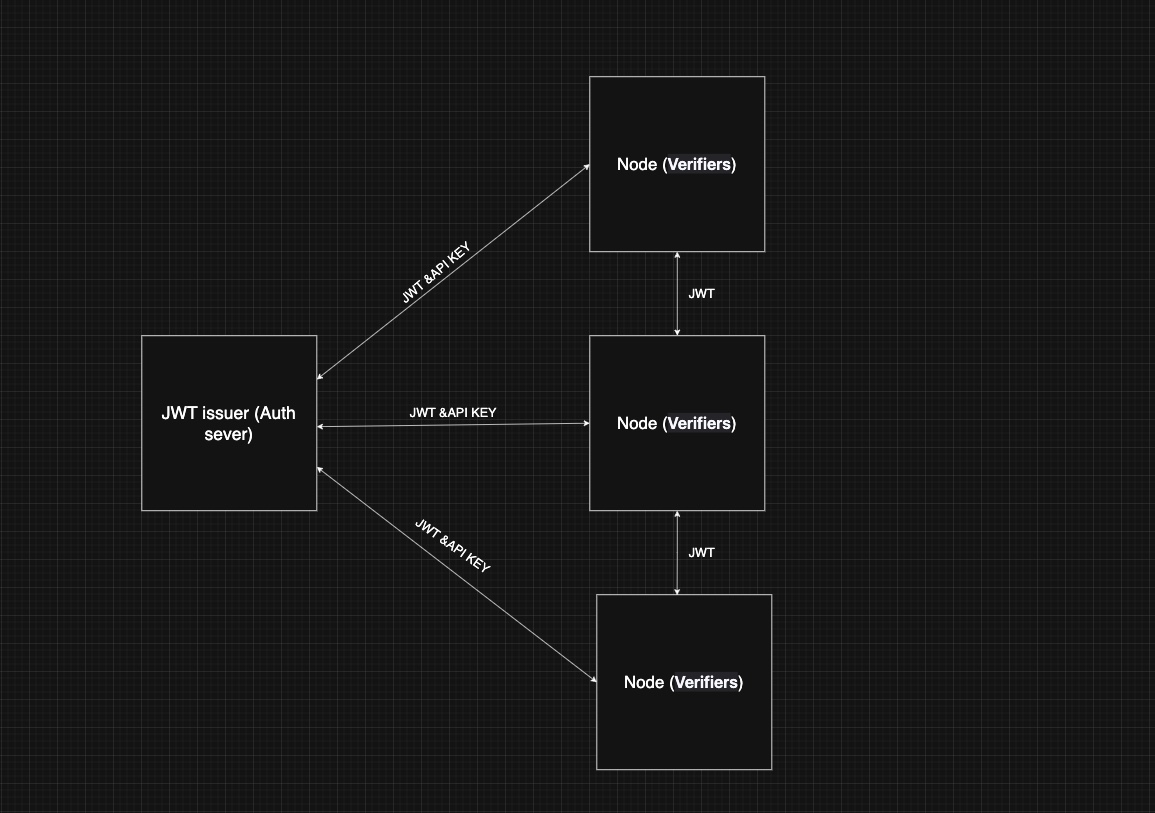 Node (Verifiers)
JWT &API KEY
JWT
JWT issuer (Auth
sever)
JWT &API KEY
Node (Verifiers)
JWT &API KEY
JWT
Node (Verifiers)